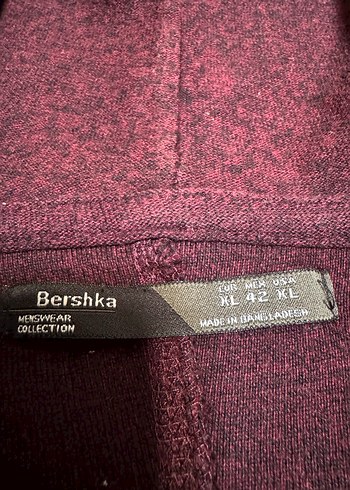 Bershka
MENSWEAR
COLLECTION
EUR MEX USA
XL 42 XL
MADE IN BANGLADESH